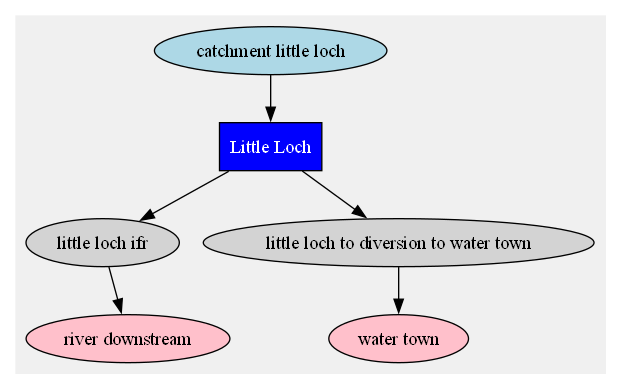 catchment little loch
Little Loch
little loch ifr
little loch to diversion to water town
river downstream
water town